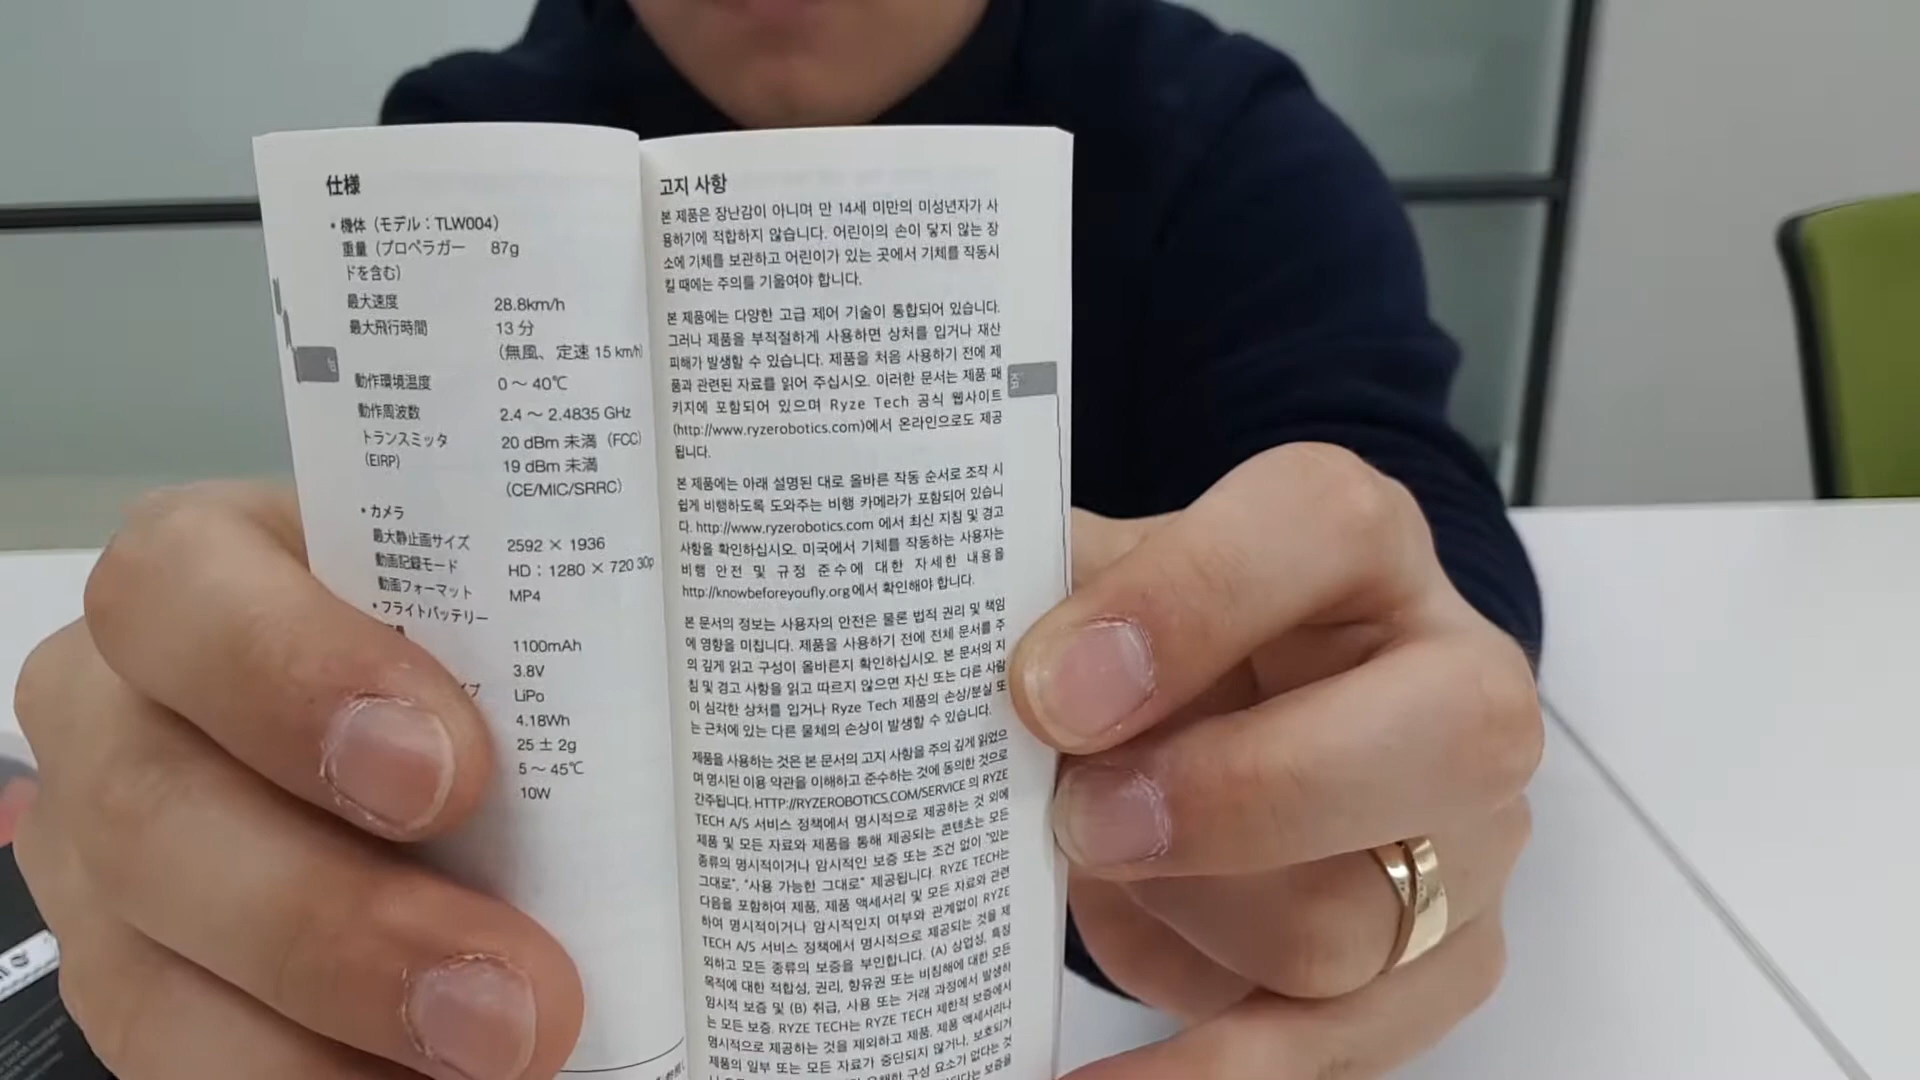 仕様
• 機体（モデル：TLW004）
重量（プロペラガー 87g
ドを含む）
最大速度 28.8km/h
最大飛行時間 13 分
（無風、定速 15 km/h）
JP
動作環境温度 0 ～ 40℃
動作周波数 2.4 ～ 2.4835 GHz
トランスミッタ 20 dBm 未満（FCC）
(EIRP) 19 dBm 未満
（CE/MIC/SRRC）
• カメラ
最大静止画サイズ 2592 × 1936
動画記録モード HD：1280 × 720 30p
動画フォーマット MP4
• フライトバッテリー
1100mAh
3.8V
イプ LiPo
4.18Wh
25 ± 2g
5 ～ 45℃
10W
고지 사항
본 제품은 장난감이 아니며 만 14세 미만의 미성년자가 사
용하기에 적합하지 않습니다. 어린이의 손이 닿지 않는 장
소에 기체를 보관하고 어린이가 있는 곳에서 기체를 작동시
킬 때에는 주의를 기울여야 합니다.
본 제품에는 다양한 고급 제어 기술이 통합되어 있습니다.
그러나 제품을 부적절하게 사용하면 상처를 입거나 재산
피해가 발생할 수 있습니다. 제품을 처음 사용하기 전에 제
품과 관련된 자료를 읽어 주십시오. 이러한 문서는 제품 패
키지에 포함되어 있으며 Ryze Tech 공식 웹사이트
(http://www.ryzerobotics.com)에서 온라인으로도 제공
됩니다.
KR
본 제품에는 아래 설명된 대로 올바른 작동 순서로 조작 시
쉽게 비행하도록 도와주는 비행 카메라가 포함되어 있습니
다. http://www.ryzerobotics.com 에서 최신 지침 및 경고
사항을 확인하십시오. 미국에서 기체를 작동하는 사용자는
비행 안전 및 규정 준수에 대한 자세한 내용을
http://knowbeforeyoufly.org에서 확인해야 합니다.
본 문서의 정보는 사용자의 안전은 물론 법적 권리 및 책임
에 영향을 미칩니다. 제품을 사용하기 전에 전체 문서를 주
의 깊게 읽고 구성이 올바른지 확인하십시오. 본 문서의 지
침 및 경고 사항을 읽고 따르지 않으면 자신 또는 다른 사람
이 심각한 상처를 입거나 Ryze Tech 제품의 손상/분실 또
는 근처에 있는 다른 물체의 손상이 발생할 수 있습니다.
제품을 사용하는 것은 본 문서의 고지 사항을 주의 깊게 읽었으
며 명시된 이용 약관을 이해하고 준수하는 것에 동의한 것으로
간주됩니다. HTTP://RYZEROBOTICS.COM/SERVICE 의 RYZE
TECH A/S 서비스 정책에서 명시적으로 제공하는 것 외에
제품 및 모든 자료와 제품을 통해 제공되는 콘텐츠는 모든
종류의 명시적이거나 암시적인 보증 또는 조건 없이 "있는
그대로", "사용 가능한 그대로" 제공됩니다. RYZE TECH는
다음을 포함하여 제품, 제품 액세서리 및 모든 자료와 관련
하여 명시적이거나 암시적인지 여부와 관계없이 RYZE
TECH A/S 서비스 정책에서 명시적으로 제공되는 것을 제
외하고 모든 종류의 보증을 부인합니다. (A) 상업성, 특정
목적에 대한 적합성, 권리, 향유권 또는 비침해에 대한 모든
암시적 보증 및 (B) 취급, 사용 또는 거래 과정에서 발생하
는 모든 보증. RYZE TECH는 RYZE TECH 제한적 보증에서
명시적으로 제공하는 것을 제외하고 제품, 제품 액세서리나
제품의 일부 또는 모든 자료가 중단되지 않거나, 보호되거
구성 요소가 없다는 것